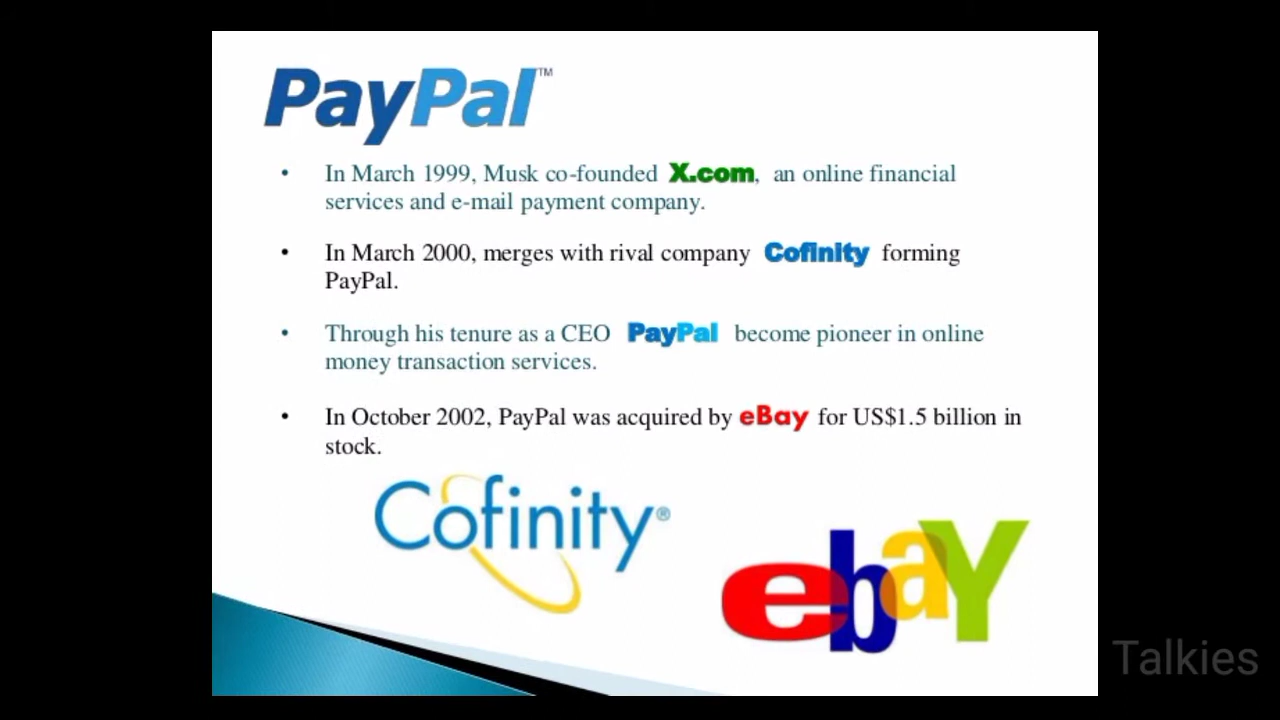 PayPal™
• In March 1999, Musk co-founded X.com, an online financial
services and e-mail payment company.
• In March 2000, merges with rival company Cofinity forming
PayPal.
• Through his tenure as a CEO PayPal become pioneer in online
money transaction services.
• In October 2002, PayPal was acquired by eBay for US$1.5 billion in
stock.
Cofinity®
ebaY
Talkies